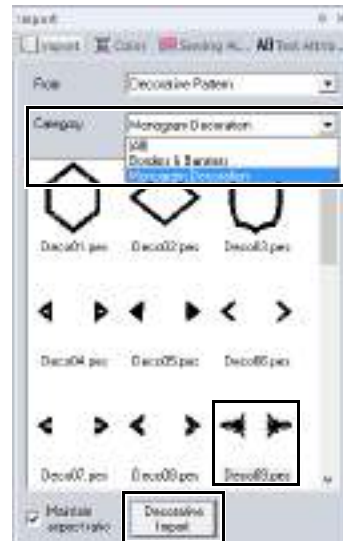 Import
Import Color Sewing A... Text Attrib...
From Decorative Pattern
Category Monogram Decoration
(All)
Borders & Banners
Monogram Decoration
Deco01.pes Deco02.pes Deco03.pes
Deco04.pes Deco05.pes Deco06.pes
Deco07.pes Deco08.pes Deco09.pes
Maintain Decorative
aspect ratio Import